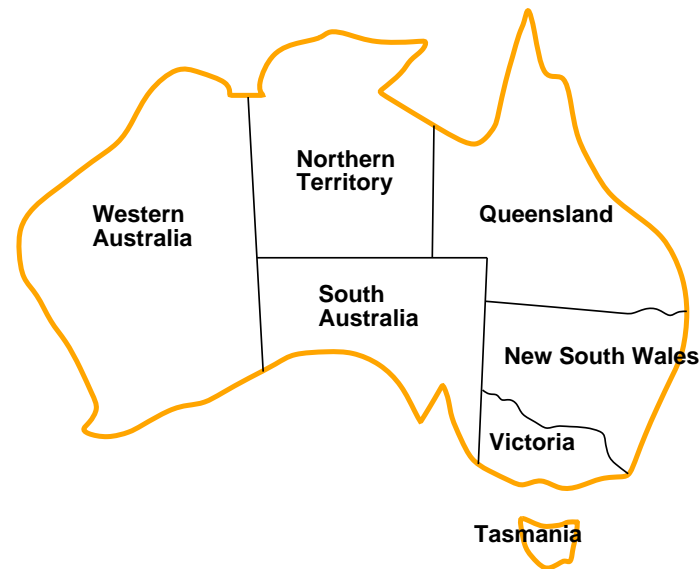 Northern
Territory
Western
Australia
Queensland
South
Australia
New South Wales
Victoria
Tasmania